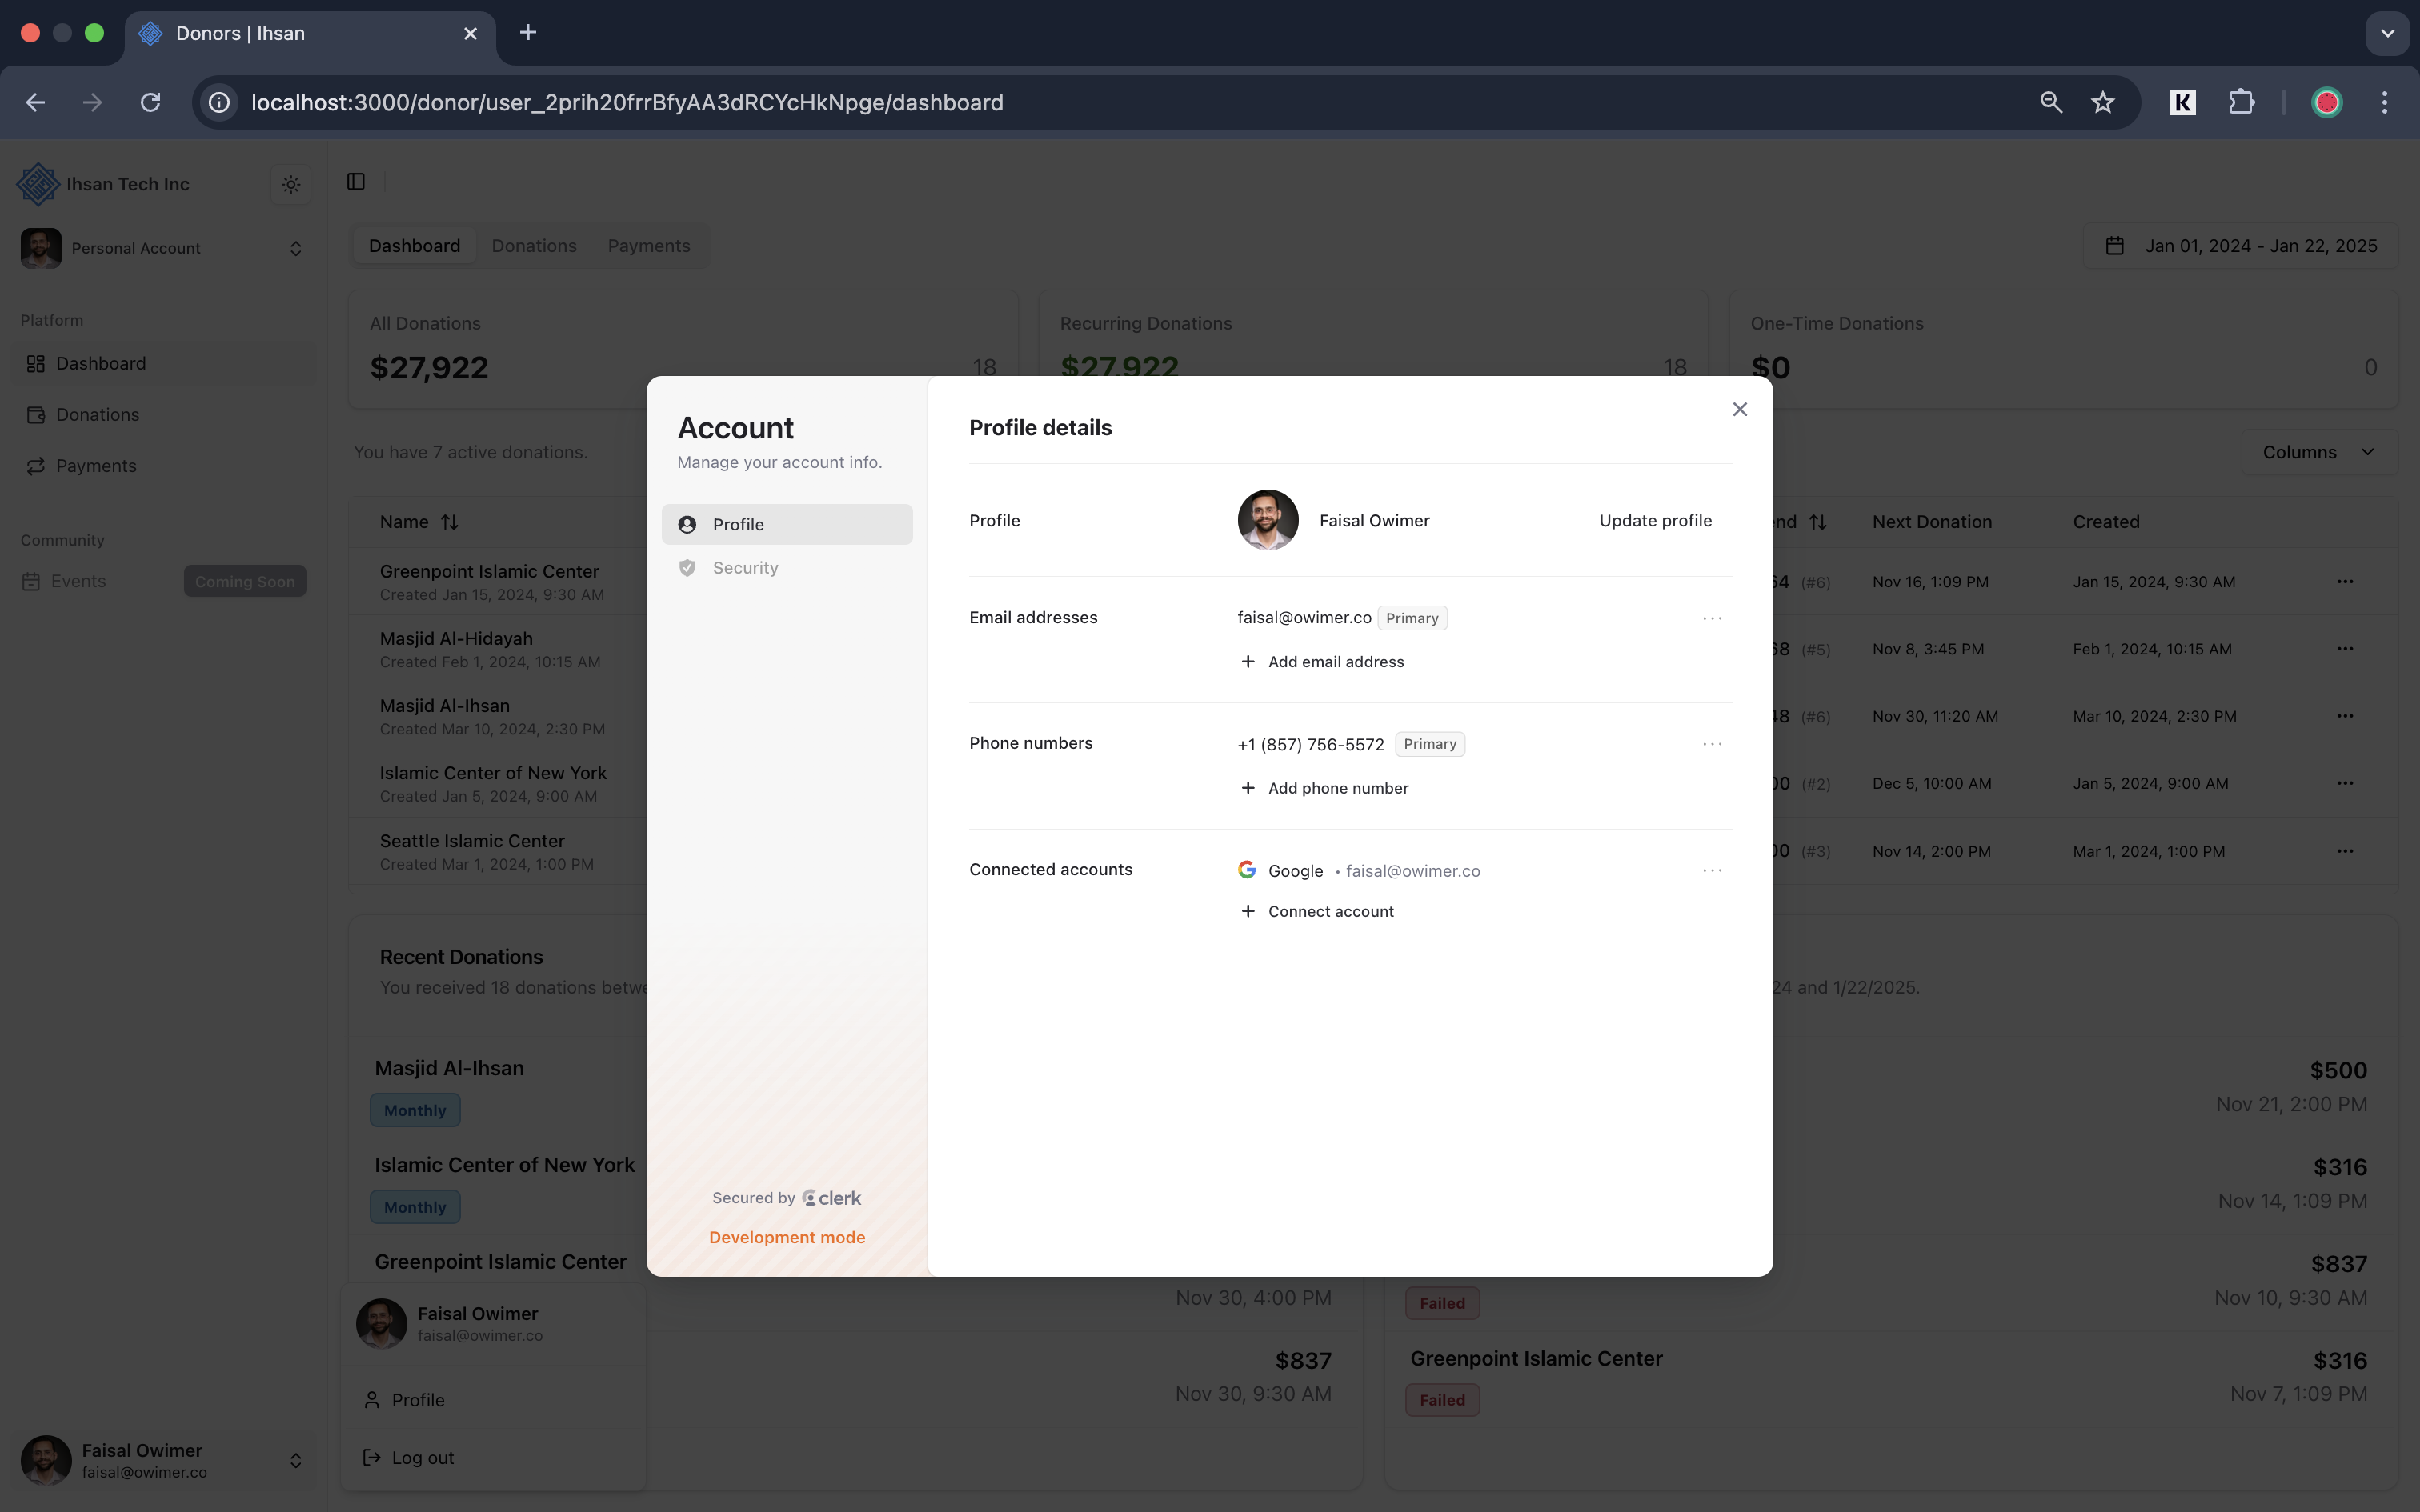 Donors | Ihsan
localhost:3000/donor/user_2prih20frrBfyAA3dRCYcHkNpge/dashboard
Ihsan Tech Inc
Personal Account
Platform
Dashboard
Donations
Payments
Community
Events
Coming Soon
Dashboard Donations Payments
Jan 01, 2024 - Jan 22, 2025
All Donations
$27,922 18
Recurring Donations
$27,922 18
One-Time Donations
$0 0
You have 7 active donations.
Columns
Name
Next Donation Created
Greenpoint Islamic Center
Created Jan 15, 2024, 9:30 AM
(#6) Nov 16, 1:09 PM Jan 15, 2024, 9:30 AM
Masjid Al-Hidayah
Created Feb 1, 2024, 10:15 AM
(#5) Nov 8, 3:45 PM Feb 1, 2024, 10:15 AM
Masjid Al-Ihsan
Created Mar 10, 2024, 2:30 PM
(#6) Nov 30, 11:20 AM Mar 10, 2024, 2:30 PM
Islamic Center of New York
Created Jan 5, 2024, 9:00 AM
(#2) Dec 5, 10:00 AM Jan 5, 2024, 9:00 AM
Seattle Islamic Center
Created Mar 1, 2024, 1:00 PM
(#3) Nov 14, 2:00 PM Mar 1, 2024, 1:00 PM
Account
Manage your account info.
Profile
Security
Secured by clerk
Development mode
Profile details
Profile
Faisal Owimer
Update profile
Email addresses
faisal@owimer.co Primary
Add email address
Phone numbers
+1 (857) 756-5572 Primary
Add phone number
Connected accounts
Google • faisal@owimer.co
Connect account
Recent Donations
You received 18 donations
and 1/22/2025.
Masjid Al-Ihsan
Monthly
Islamic Center of New York
Monthly
Greenpoint Islamic Center
Nov 30, 4:00 PM
$837
Nov 30, 9:30 AM
$500
Nov 21, 2:00 PM
$316
Nov 14, 1:09 PM
$837
Failed
Nov 10, 9:30 AM
Greenpoint Islamic Center
$316
Failed
Nov 7, 1:09 PM
Faisal Owimer
faisal@owimer.co
Profile
Log out
Faisal Owimer
faisal@owimer.co